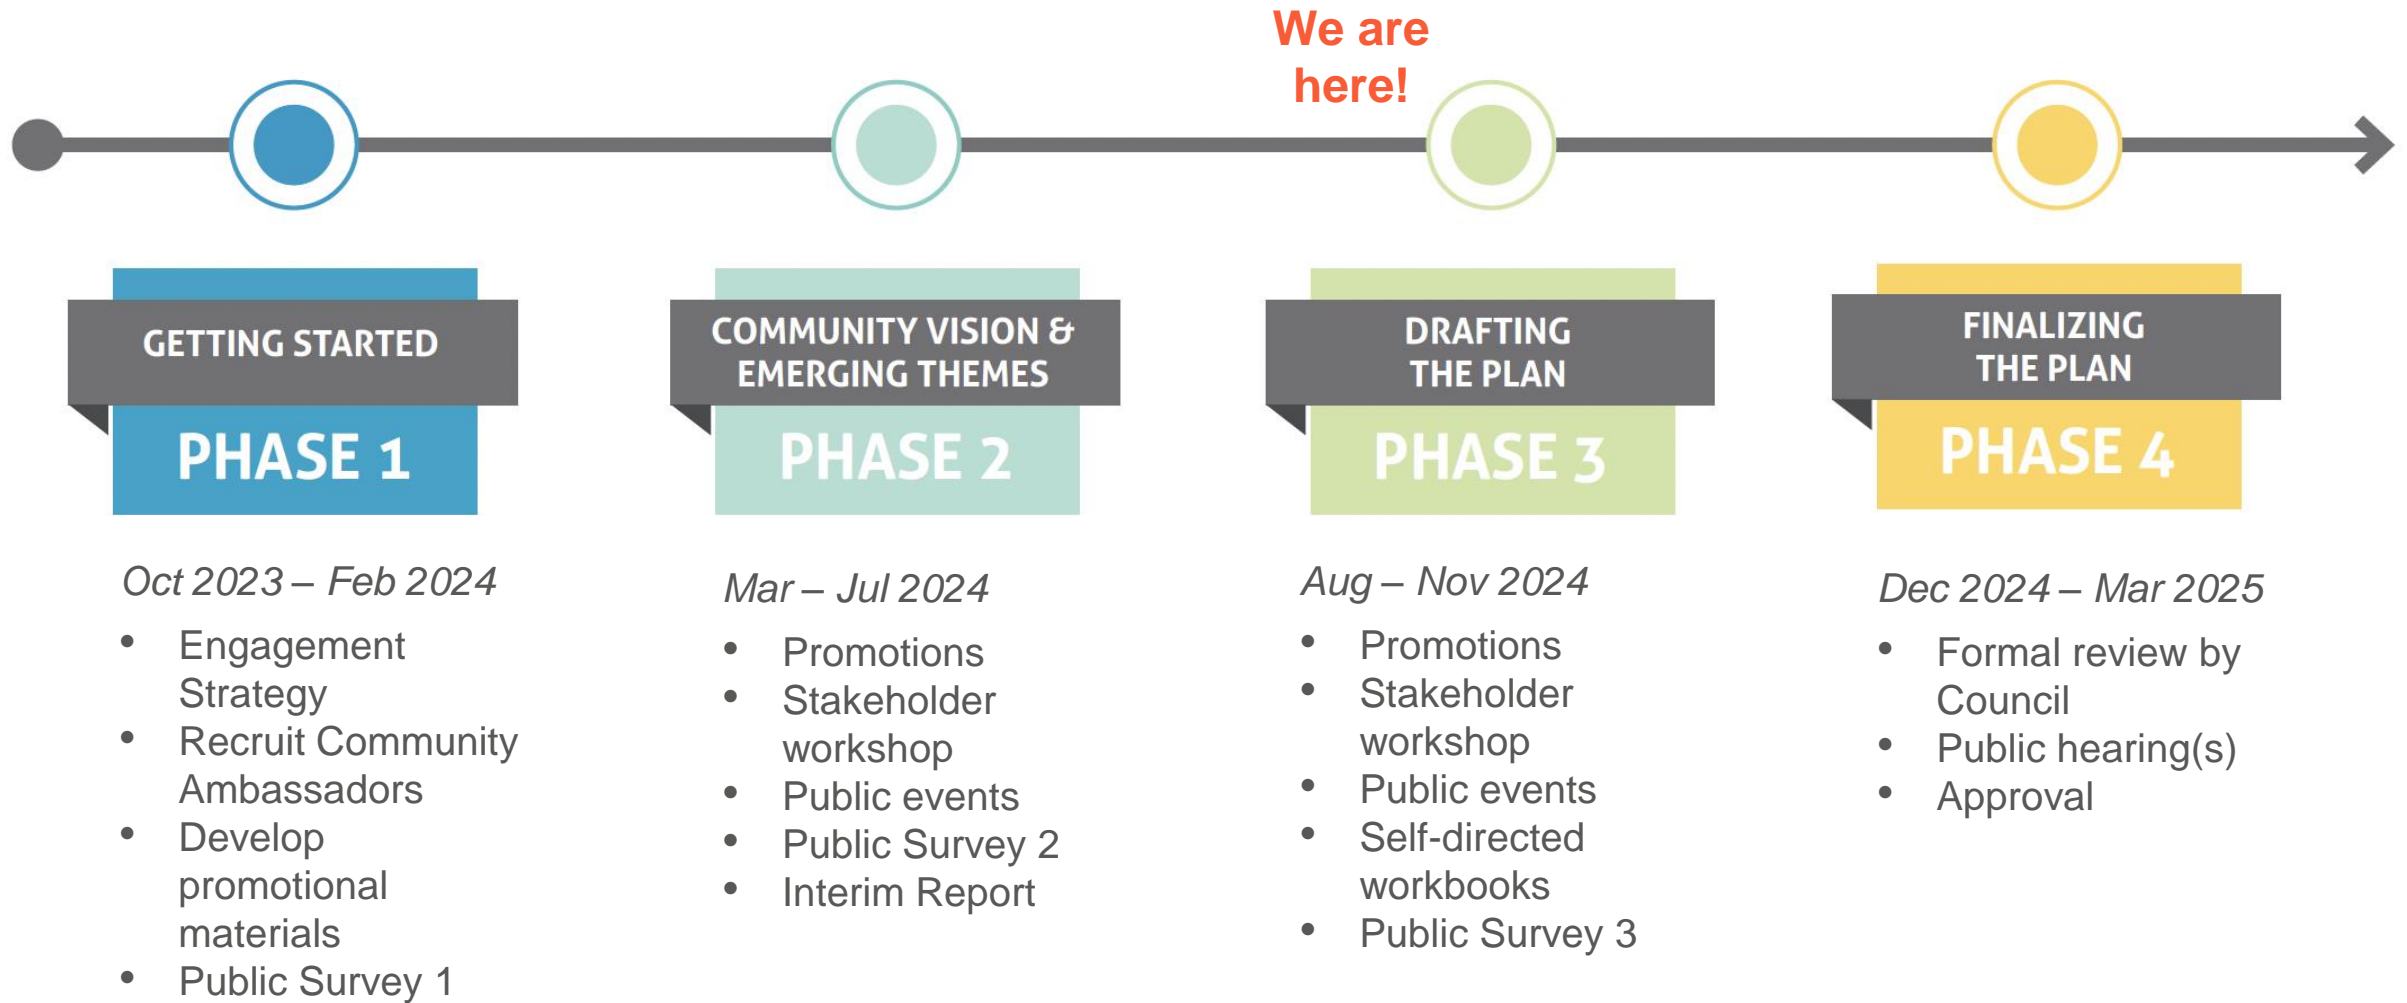 We are
here!
GETTING STARTED
PHASE 1
Oct 2023 – Feb 2024
• Engagement
Strategy
• Recruit Community
Ambassadors
• Develop
promotional
materials
• Public Survey 1
COMMUNITY VISION &
EMERGING THEMES
PHASE 2
Mar – Jul 2024
• Promotions
• Stakeholder
workshop
• Public events
• Public Survey 2
• Interim Report
DRAFTING
THE PLAN
PHASE 3
Aug – Nov 2024
• Promotions
• Stakeholder
workshop
• Public events
• Self-directed
workbooks
• Public Survey 3
FINALIZING
THE PLAN
PHASE 4
Dec 2024 – Mar 2025
• Formal review by
Council
• Public hearing(s)
• Approval